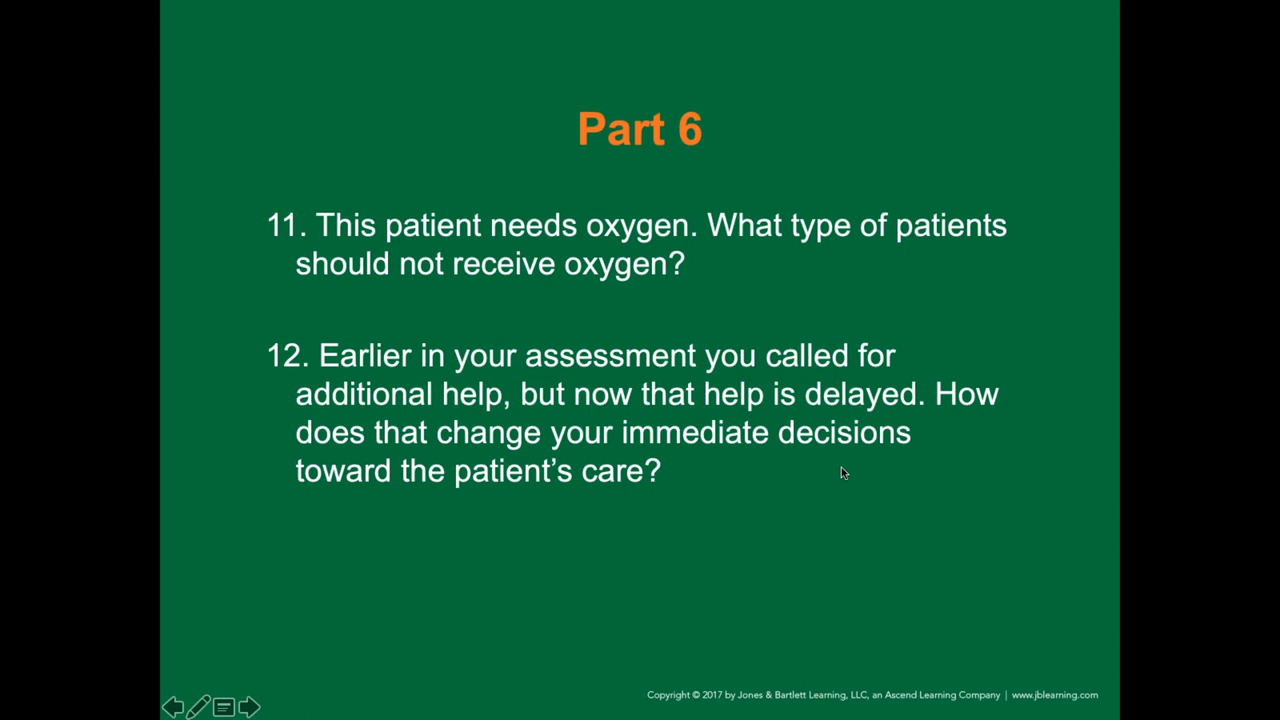 Part 6
11. This patient needs oxygen. What type of patients
should not receive oxygen?
12. Earlier in your assessment you called for
additional help, but now that help is delayed. How
does that change your immediate decisions
toward the patient’s care?
Copyright © 2017 by Jones & Bartlett Learning, LLC, an Ascend Learning Company | www.jblearning.com